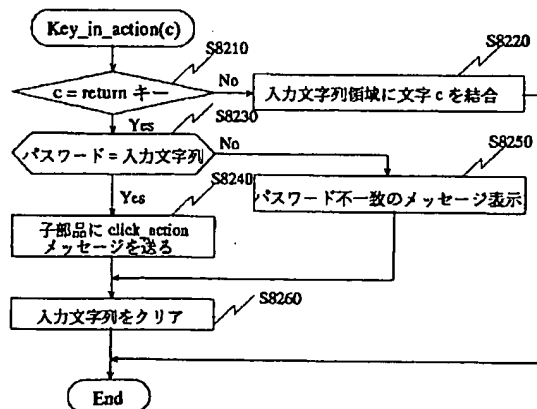 Key_in_action(c)
S8210
S8220
c = return キー
No
入力文字列領域に文字 c を結合
Yes
S8230
パスワード = 入力文字列
No
S8250
Yes
S8240
パスワード不一致のメッセージ表示
子部品に click_action
メッセージを送る
S8260
入力文字列をクリア
End